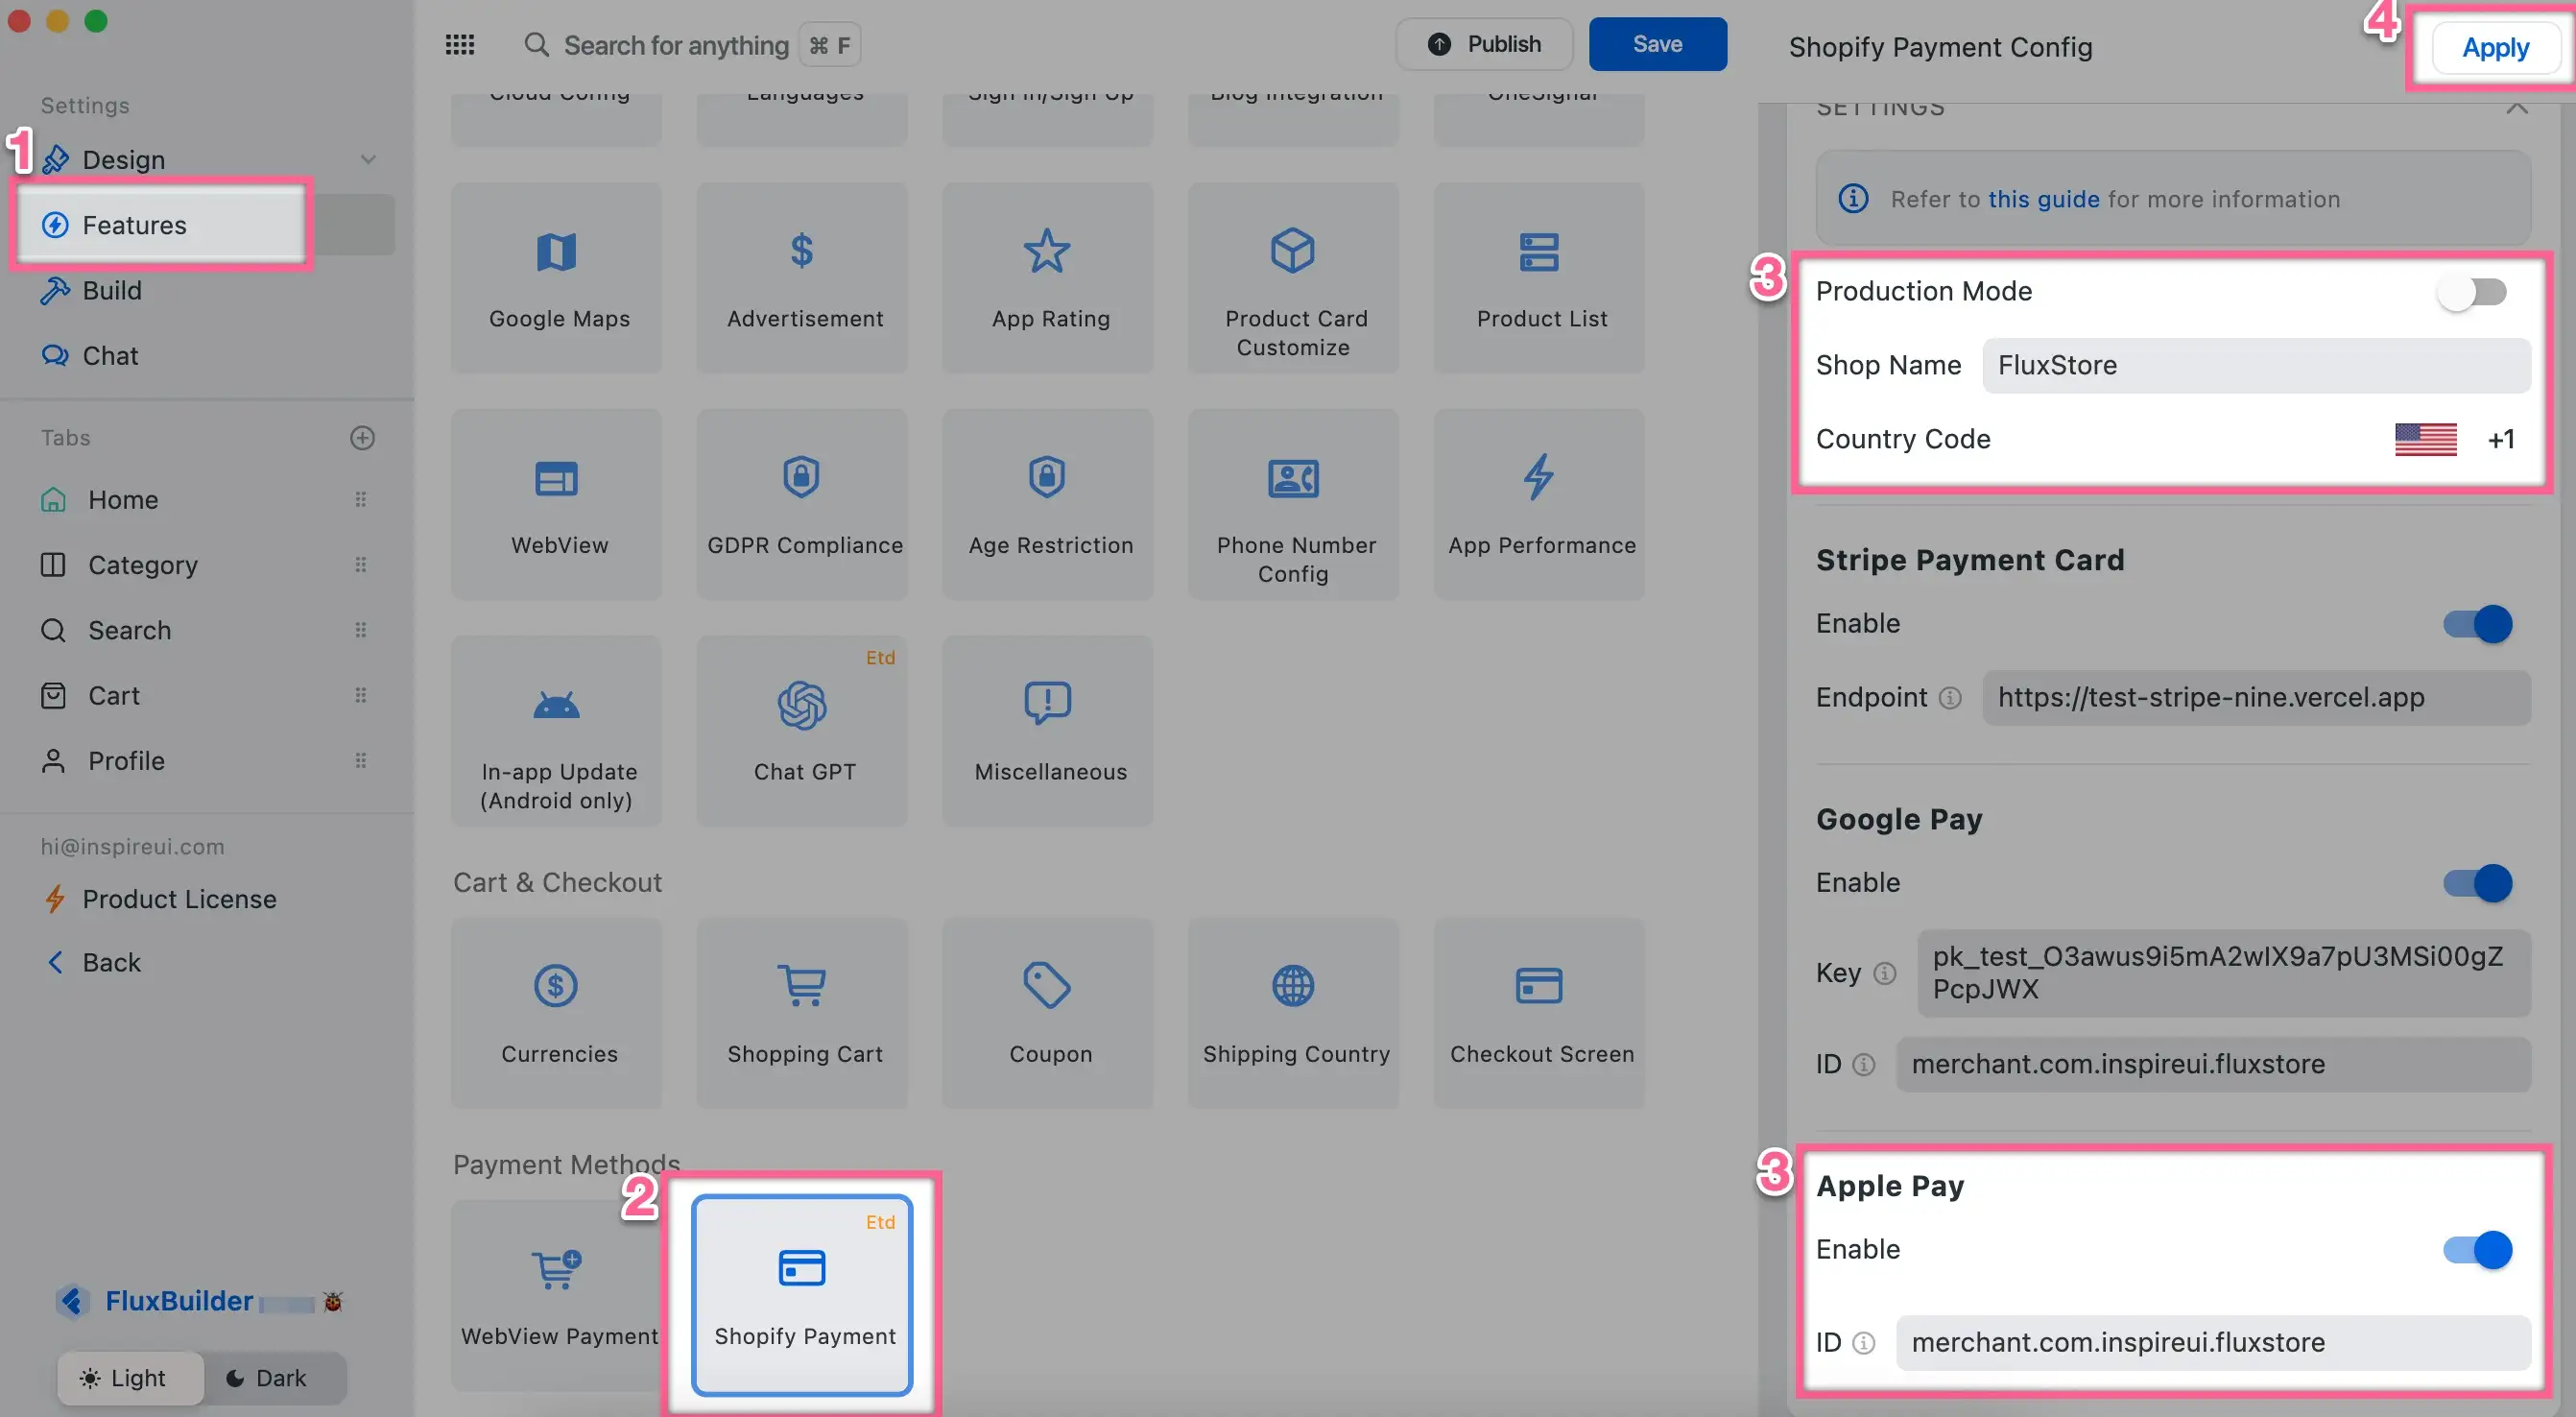 Settings
1
Design
Features
Build
Chat
Tabs
Home
Category
Search
Cart
Profile
hi@inspireui.com
Product License
Back
FluxBuilder
Light
Dark
Search for anything
⌘ F
Publish
Save
Cloud Config
Languages
Sign In/Sign Up
Blog Integration
OneSignal
Google Maps
Advertisement
App Rating
Product Card
Customize
Product List
WebView
GDPR Compliance
Age Restriction
Phone Number
Config
App Performance
In-app Update
(Android only)
Etd
Chat GPT
Miscellaneous
Cart & Checkout
Currencies
Shopping Cart
Coupon
Shipping Country
Checkout Screen
Payment Methods
WebView Payment
2
Etd
Shopify Payment
Shopify Payment Config
4
Apply
SETTINGS
Refer to this guide for more information
3
Production Mode
Shop Name
FluxStore
Country Code
+1
Stripe Payment Card
Enable
Endpoint
https://test-stripe-nine.vercel.app
Google Pay
Enable
Key
pk_test_O3awus9i5mA2wIX9a7pU3MSi00gZ
PcpJWX
ID
merchant.com.inspireui.fluxstore
3
Apple Pay
Enable
ID
merchant.com.inspireui.fluxstore